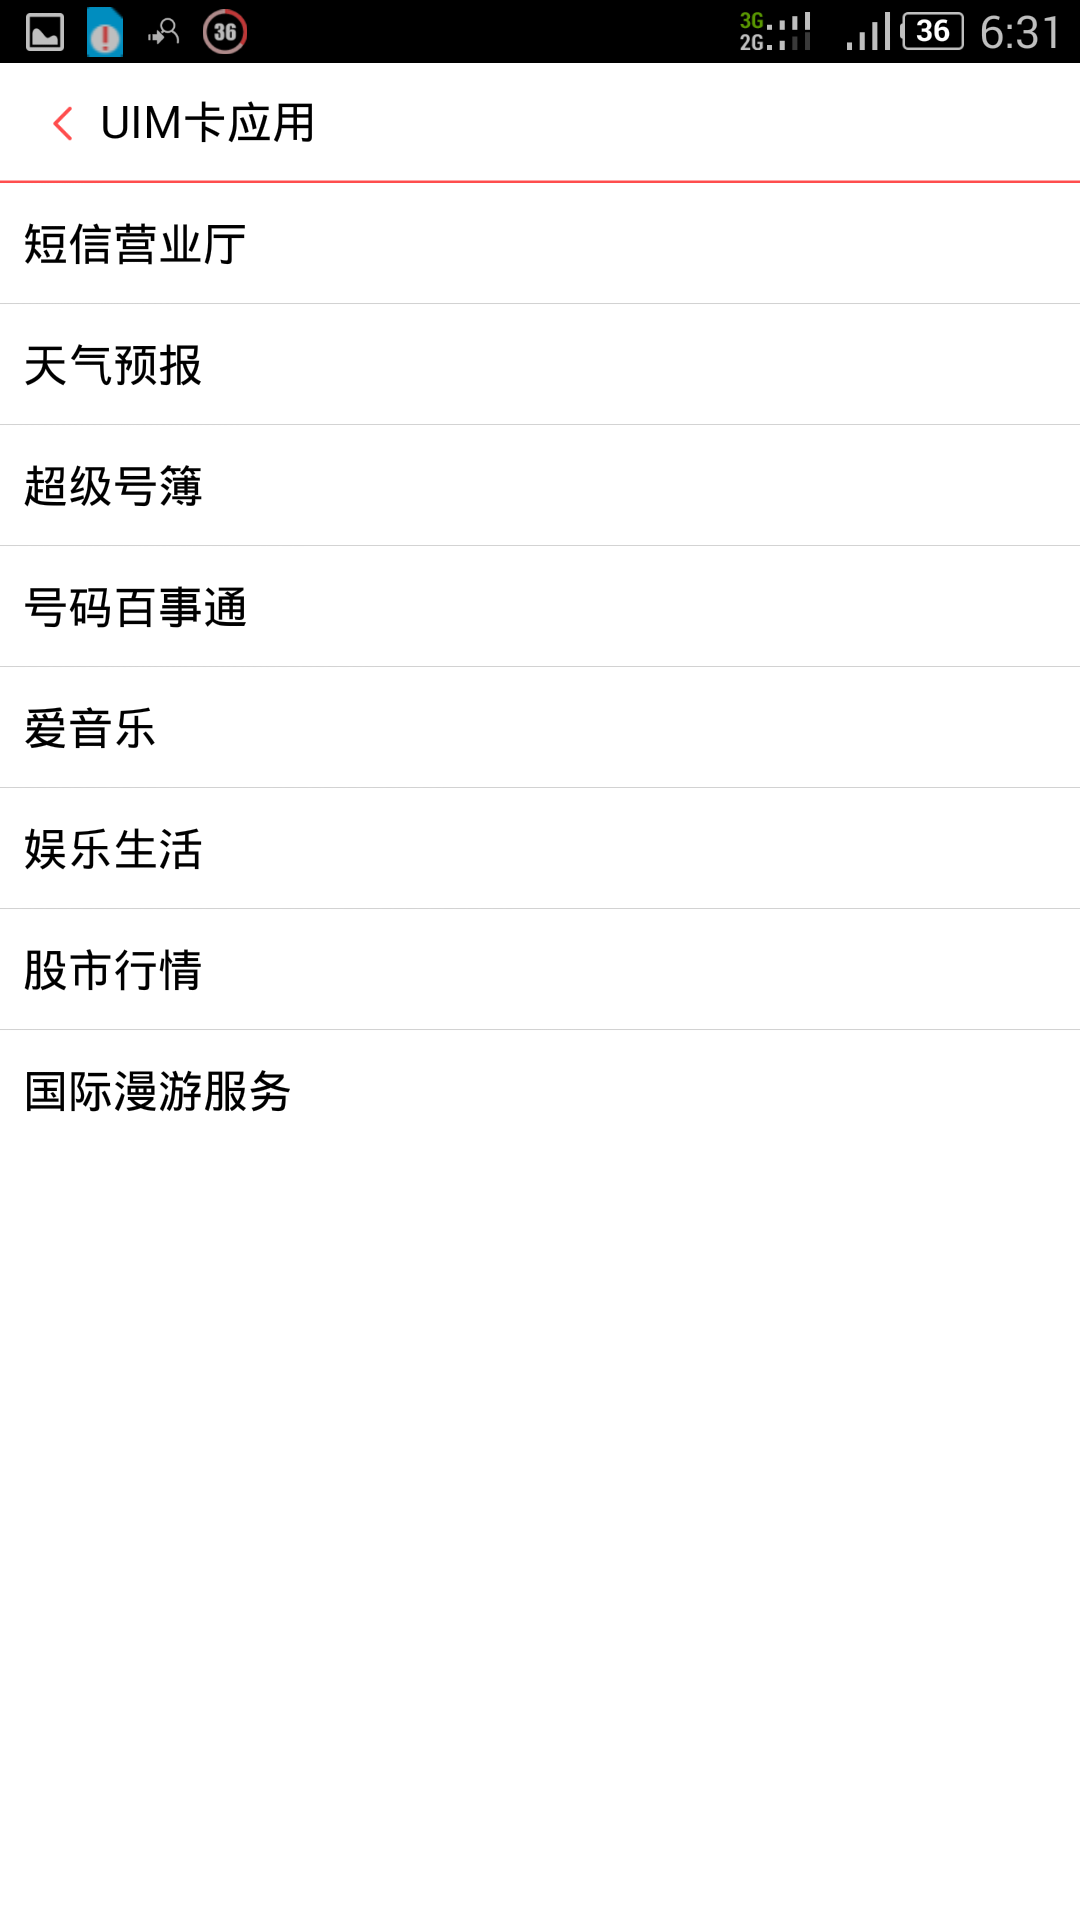 36
3G
2G
36
6:31
UIM卡应用
短信营业厅
天气预报
超级号簿
号码百事通
爱音乐
娱乐生活
股市行情
国际漫游服务